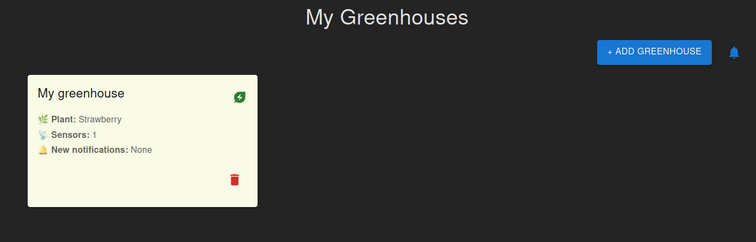 My Greenhouses
+ ADD GREENHOUSE
My greenhouse
🌿 Plant: Strawberry
📡 Sensors: 1
🔔 New notifications: None